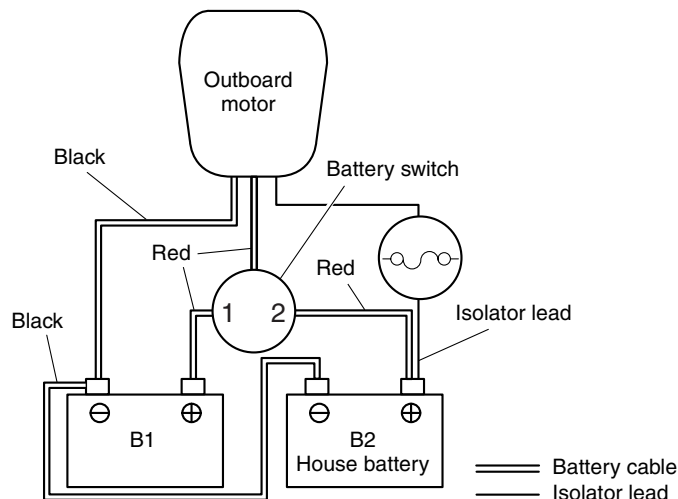 Outboard
motor
Black
Battery switch
Red
Red
1 2
Isolator lead
Black
B1
B2
House battery
Battery cable
Isolator lead